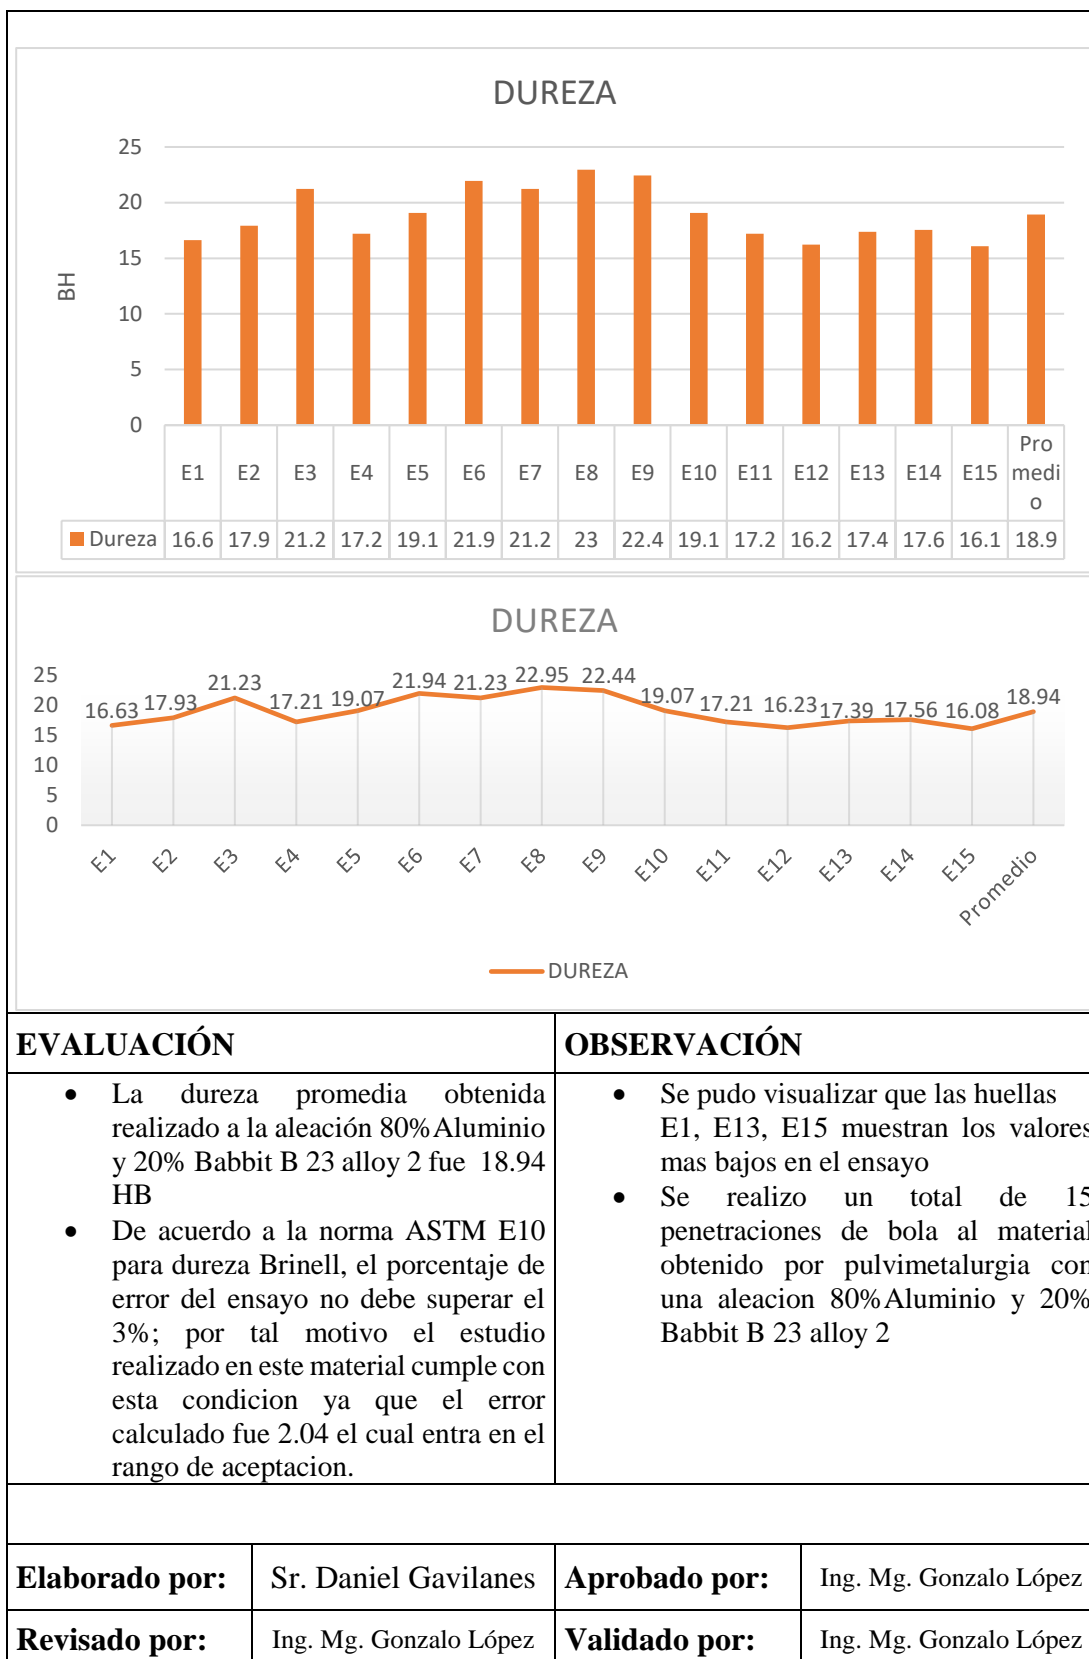 DUREZA
25
20
15
10
5
0
BH
E1 E2 E3 E4 E5 E6 E7 E8 E9 E10 E11 E12 E13 E14 E15 Pro
medi
o
Dureza 16.6 17.9 21.2 17.2 19.1 21.9 21.2 23 22.4 19.1 17.2 16.2 17.4 17.6 16.1 18.9
DUREZA
25
20
15
10
5
0
16.63 17.93 21.23 17.21 19.07 21.94 21.23 22.95 22.44 19.07 17.21 16.23 17.39 17.56 16.08 18.94
E1 E2 E3 E4 E5 E6 E7 E8 E9 E10 E11 E12 E13 E14 E15 Promedio
DUREZA
EVALUACIÓN
• La dureza promedia obtenida
realizado a la aleación 80%Aluminio
y 20% Babbit B 23 alloy 2 fue 18.94
HB
• De acuerdo a la norma ASTM E10
para dureza Brinell, el porcentaje de
error del ensayo no debe superar el
3%; por tal motivo el estudio
realizado en este material cumple con
esta condicion ya que el error
calculado fue 2.04 el cual entra en el
rango de aceptacion.
OBSERVACIÓN
• Se pudo visualizar que las huellas
E1, E13, E15 muestran los valores
mas bajos en el ensayo
• Se realizo un total de 15
penetraciones de bola al material
obtenido por pulvimetalurgia con
una aleacion 80%Aluminio y 20%
Babbit B 23 alloy 2
Elaborado por: Sr. Daniel Gavilanes Aprobado por: Ing. Mg. Gonzalo López
Revisado por: Ing. Mg. Gonzalo López Validado por: Ing. Mg. Gonzalo López